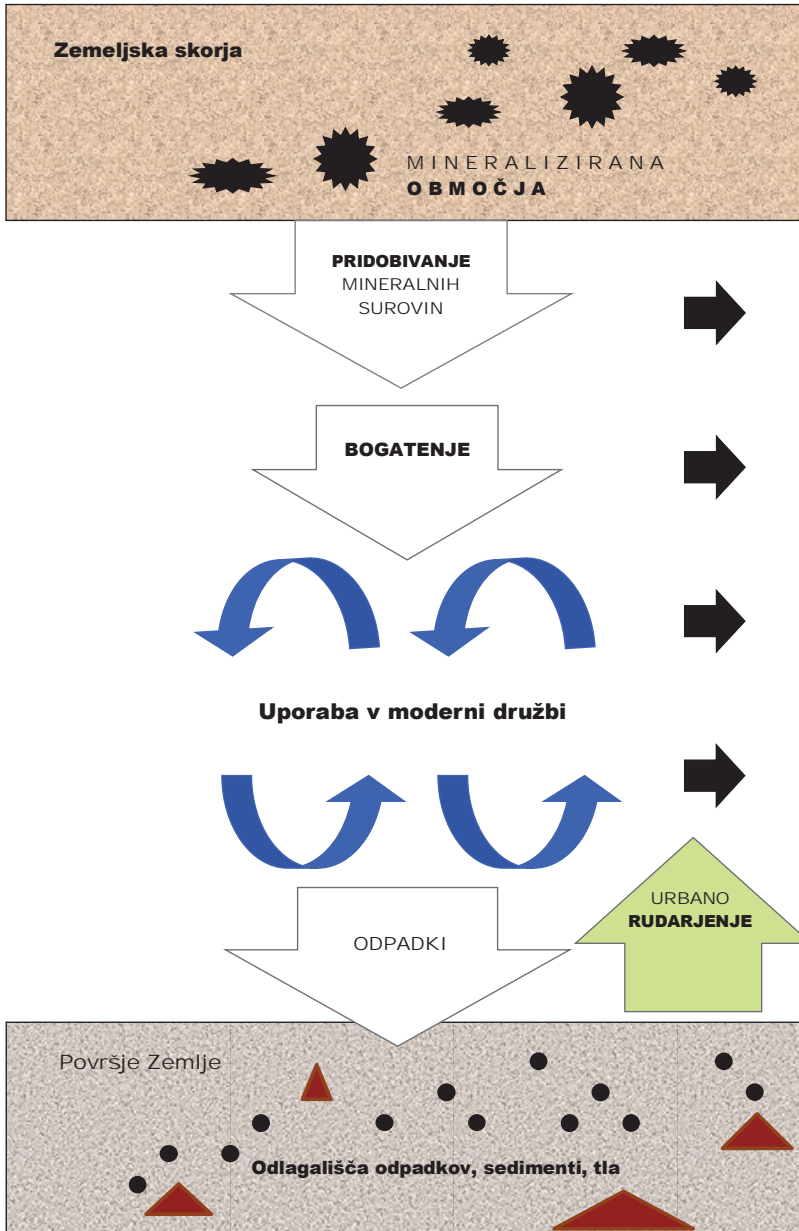 Zemeljska skorja
MINERALIZIRANA
OBMOČJA
PRIDOBIVANJE
MINERALNIH
SUROVIN
BOGATENJE
Uporaba v moderni družbi
URBANO
RUDARJENJE
ODPADKI
Površje Zemlje
Odlagališča odpadkov, sedimenti, tla